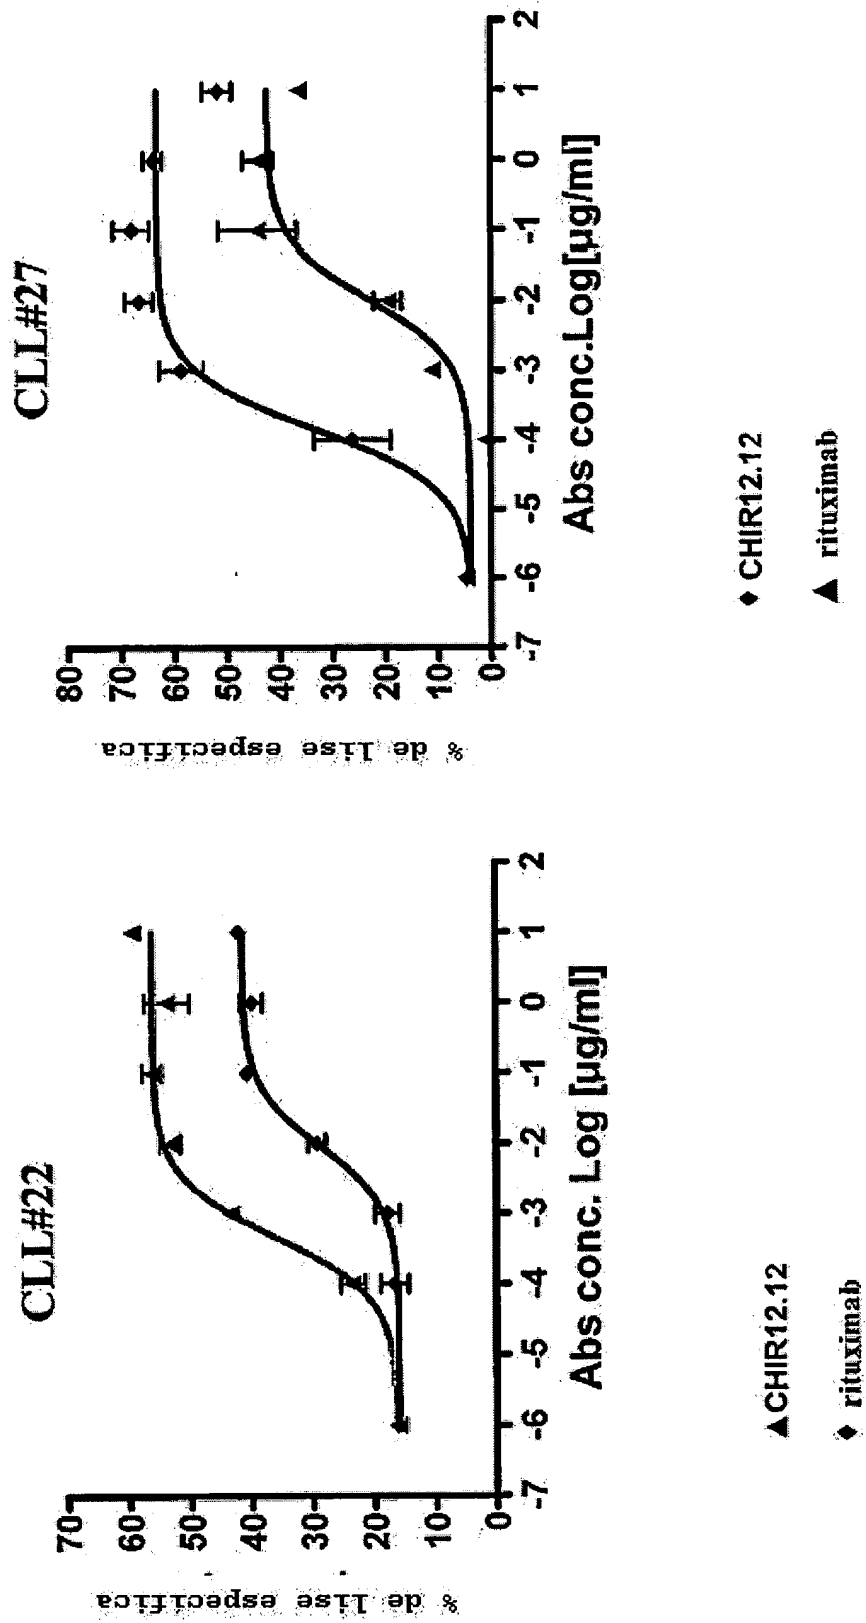 CLL#22
% de lise específica
70
60
50
40
30
20
10
0
-7 -6 -5 -4 -3 -2 -1 0 1 2
Abs conc. Log [µg/ml]
▲CHIR12.12
◆ rituximab
CLL#27
% de lise específica
80
70
60
50
40
30
20
10
0
-7 -6 -5 -4 -3 -2 -1 0 1 2
Abs conc.Log[µg/ml]
◆ CHIR12.12
▲ rituximab